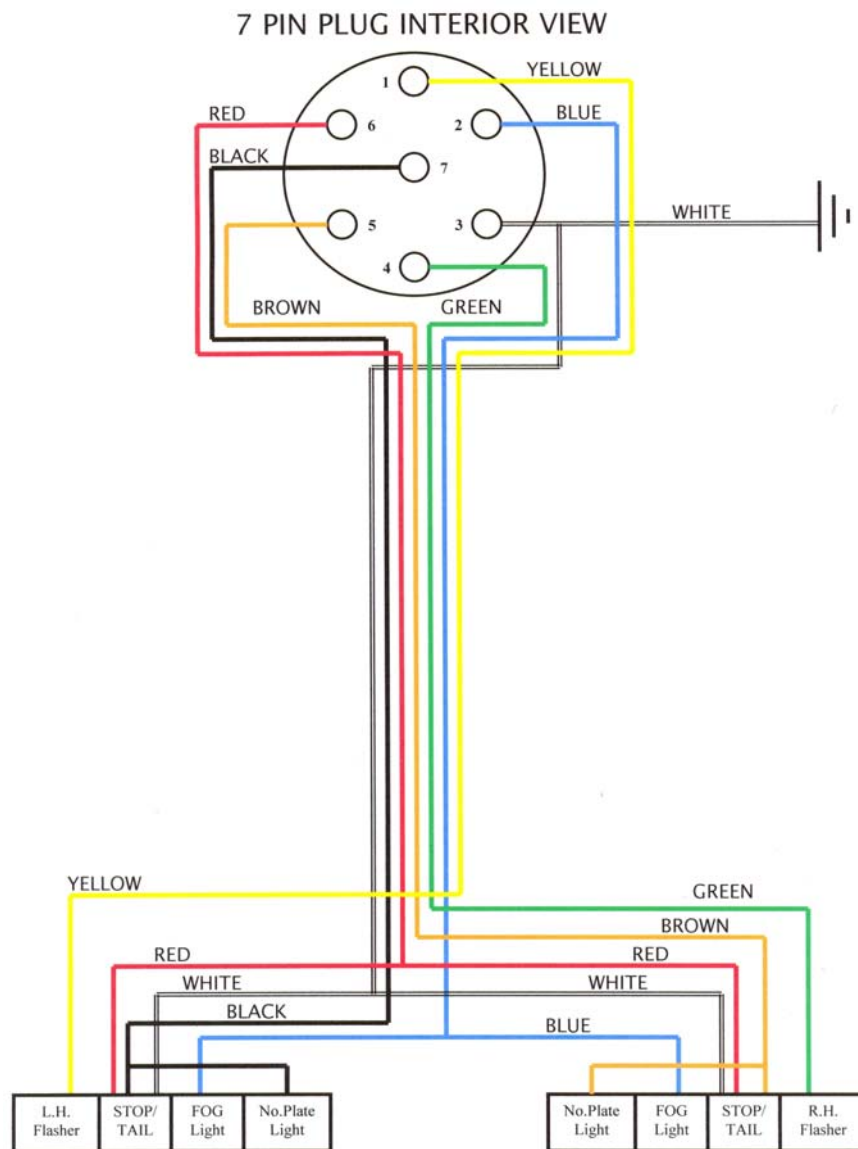 7 PIN PLUG INTERIOR VIEW
1
YELLOW
RED
6
2
BLUE
BLACK
7
5
3
WHITE
4
BROWN
GREEN
YELLOW
GREEN
BROWN
RED
RED
WHITE
WHITE
BLACK
BLUE
L.H.
Flasher
STOP/
TAIL
FOG
Light
No.Plate
Light
No.Plate
Light
FOG
Light
STOP/
TAIL
R.H.
Flasher